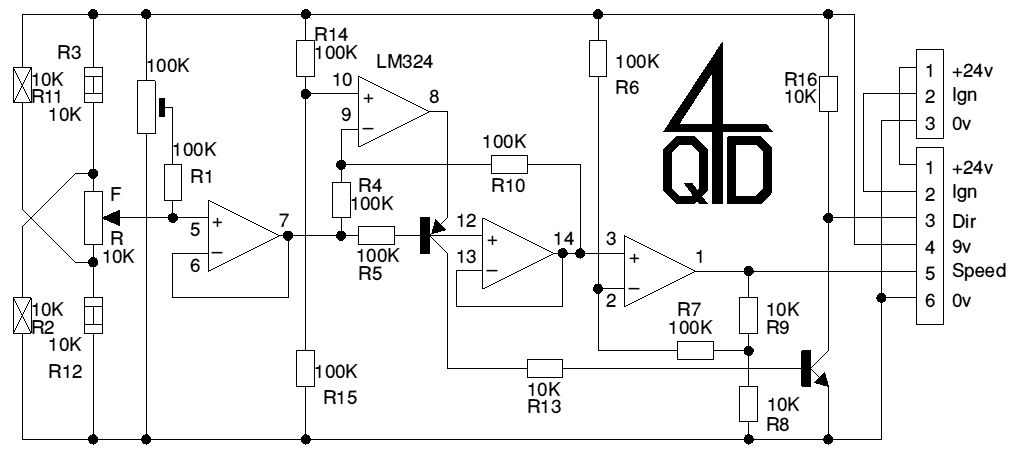 R3
10K
R11
10K
100K
R14
100K
LM324
10
9
8
+
−
100K
R6
R16
10K
4QD
1 +24v
2 Ign
3 0v
1 +24v
2 Ign
3 Dir
4 9v
5 Speed
6 0v
100K
R1
F
R
10K
5
6
7
+
−
R4
100K
100K
R5
100K
R10
12
13
14
+
−
3
2
1
+
−
10K
R2
10K
R12
100K
R15
10K
R13
R7
100K
10K
R9
10K
R8